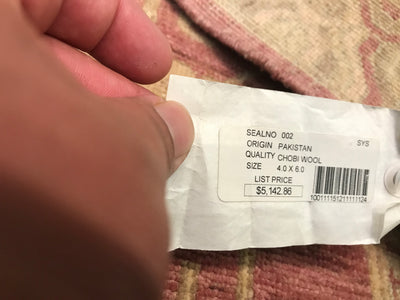 SEALNO 002 SYS
ORIGIN PAKISTAN
QUALITY CHOBI WOOL
SIZE 4.0 X 6.0
LIST PRICE
$5,142.86